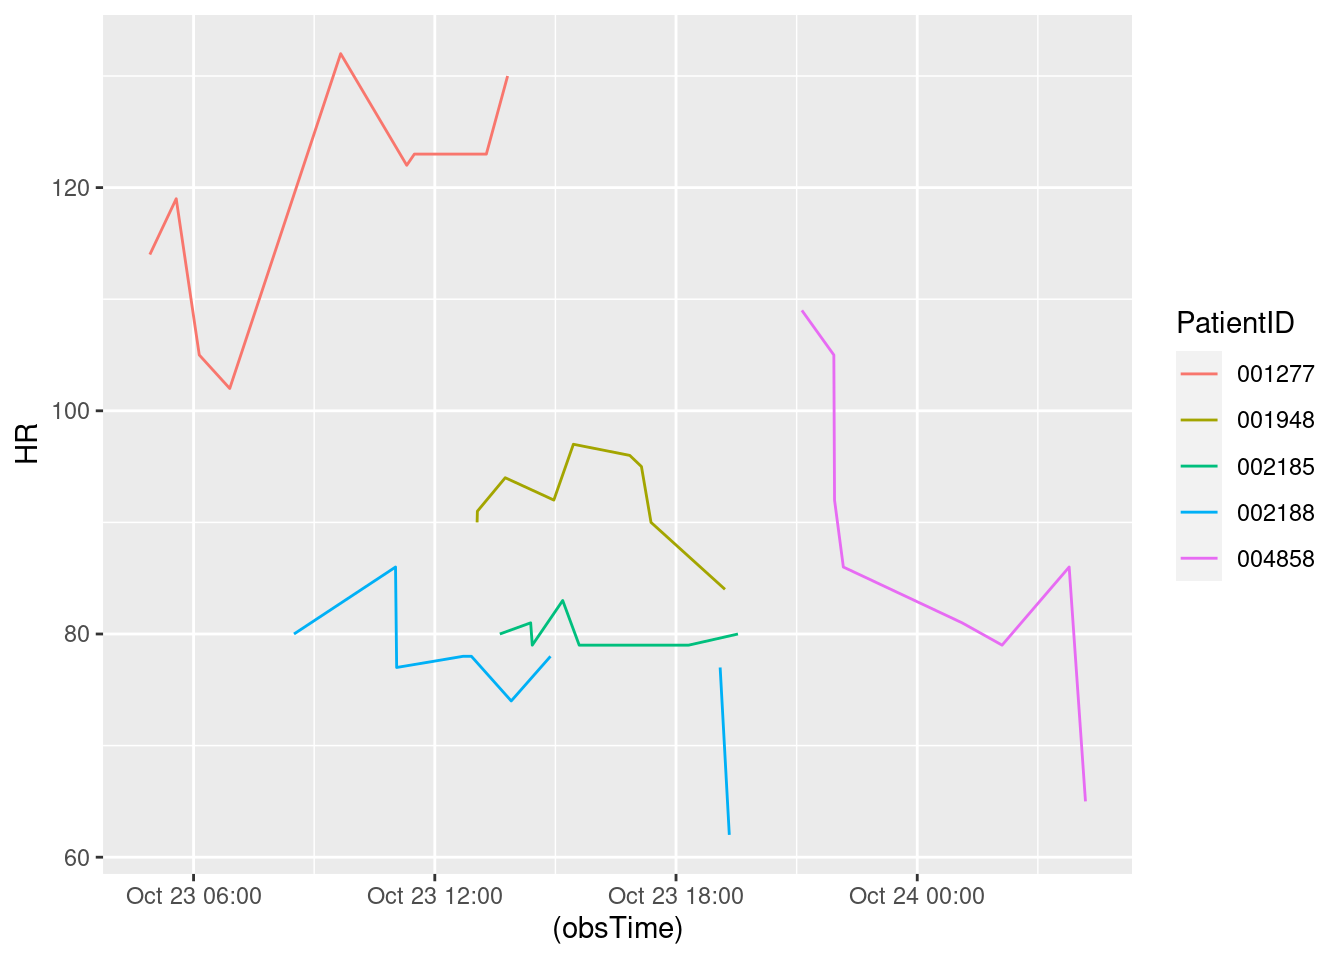 120
100
80
60
HR
Oct 23 06:00
Oct 23 12:00
Oct 23 18:00
Oct 24 00:00
(obsTime)
PatientID
001277
001948
002185
002188
004858